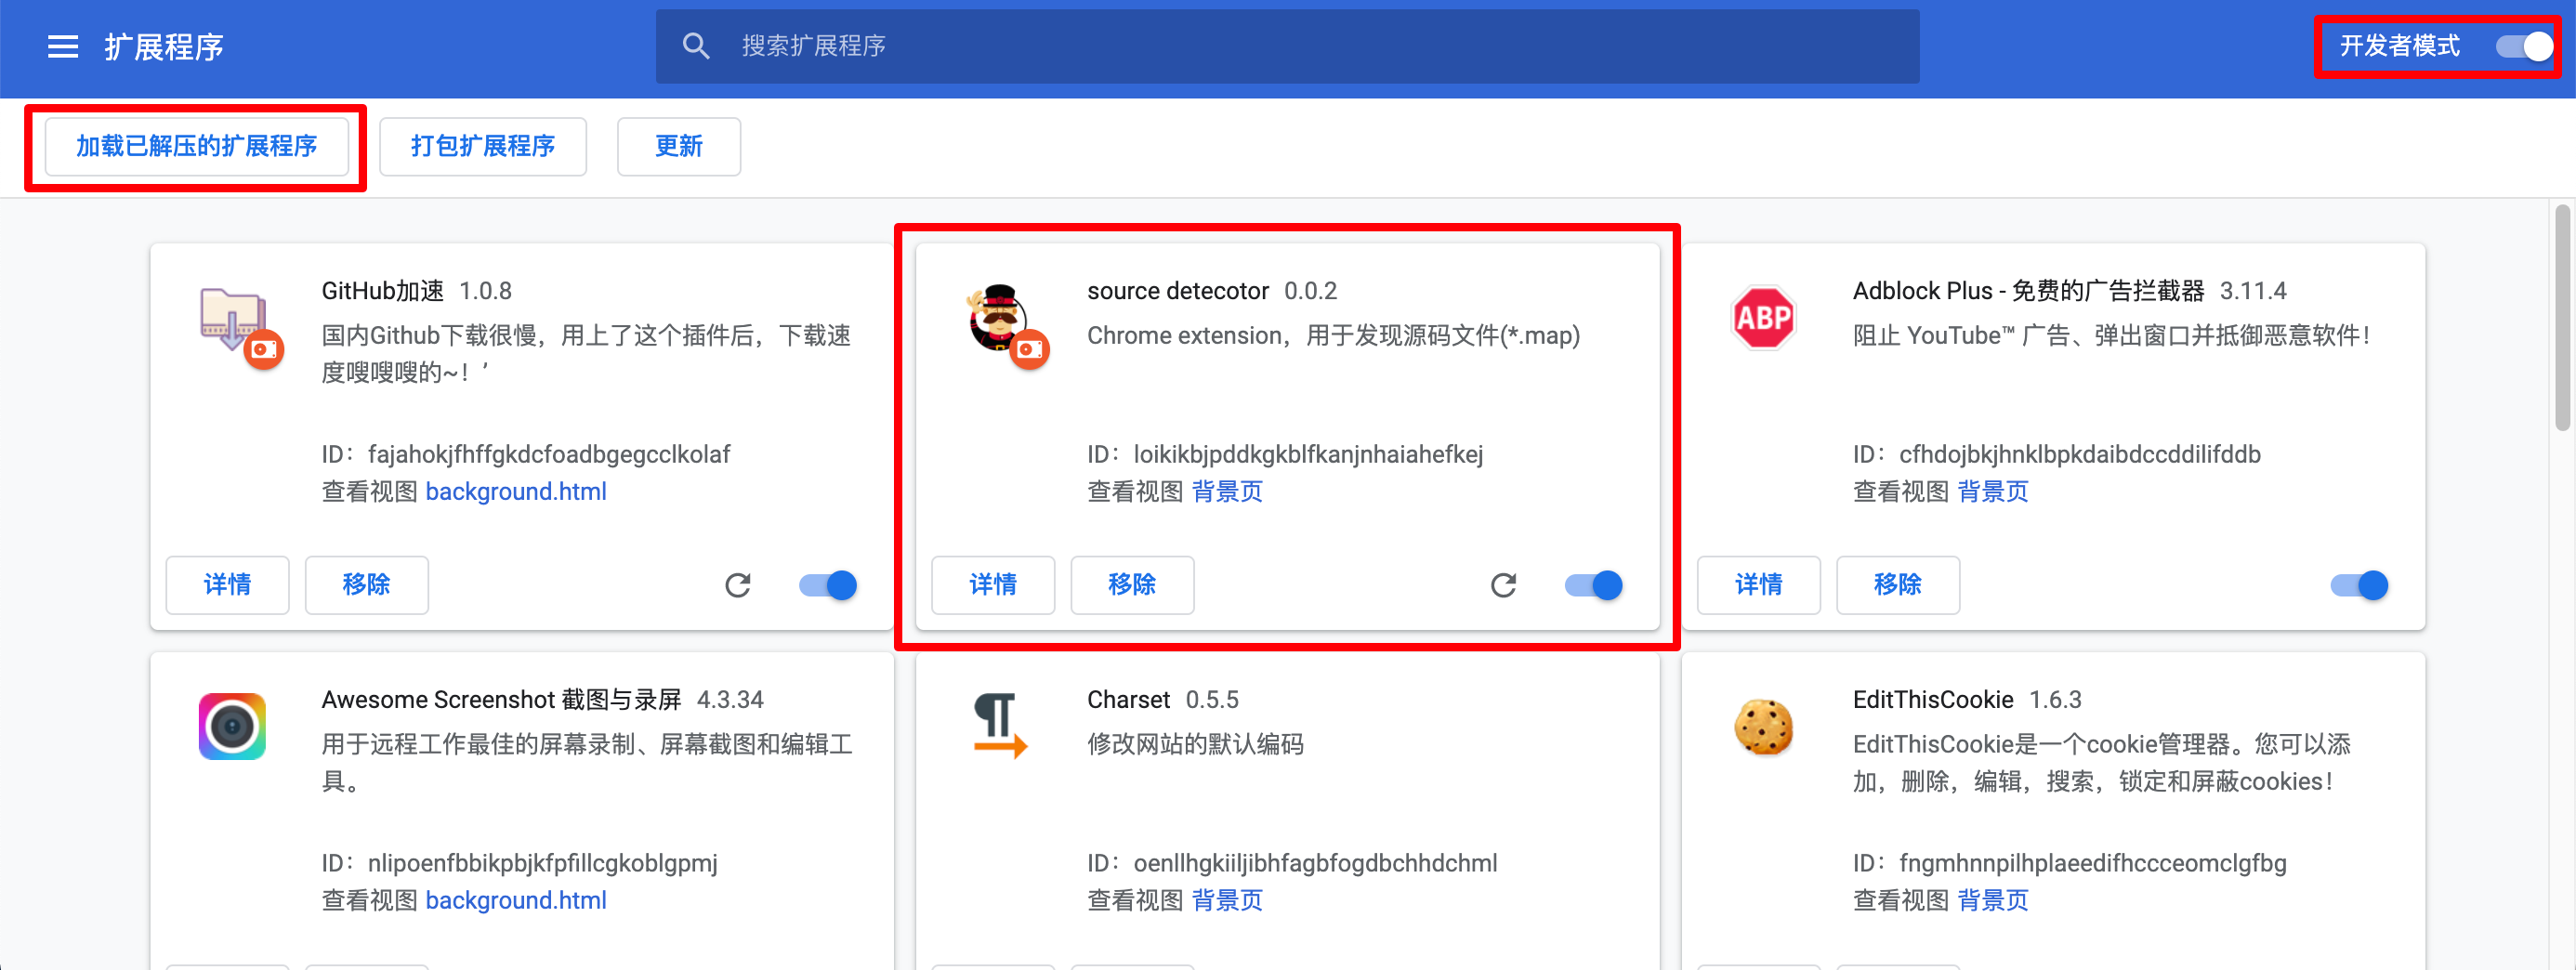 扩展程序
搜索扩展程序
开发者模式
加载已解压的扩展程序
打包扩展程序
更新
GitHub加速 1.0.8
国内Github下载很慢，用上了这个插件后，下载速
度嗖嗖嗖的~！’
ID：fajahokjfhffgkdcfoadbgegcclkolaf
查看视图 background.html
详情
移除
source detecotor 0.0.2
Chrome extension，用于发现源码文件(*.map)
ID：loikikbjpddkgkblfkanjnhaiahefkej
查看视图 背景页
详情
移除
ABP
Adblock Plus - 免费的广告拦截器 3.11.4
阻止 YouTube™ 广告、弹出窗口并抵御恶意软件！
ID：cfhdojbkjhnklbpkdaibdccddilifddb
查看视图 背景页
详情
移除
Awesome Screenshot 截图与录屏 4.3.34
用于远程工作最佳的屏幕录制、屏幕截图和编辑工
具。
ID：nlipoenfbbikpbjkfpfillcgkoblgpmj
查看视图 background.html
Charset 0.5.5
修改网站的默认编码
ID：oenllhgkiiljibhfagbfogdbchhdchml
查看视图 背景页
EditThisCookie 1.6.3
EditThisCookie是一个cookie管理器。您可以添
加，删除，编辑，搜索，锁定和屏蔽cookies！
ID：fngmhnnpilhplaeedifhccceomclgfbg
查看视图 背景页